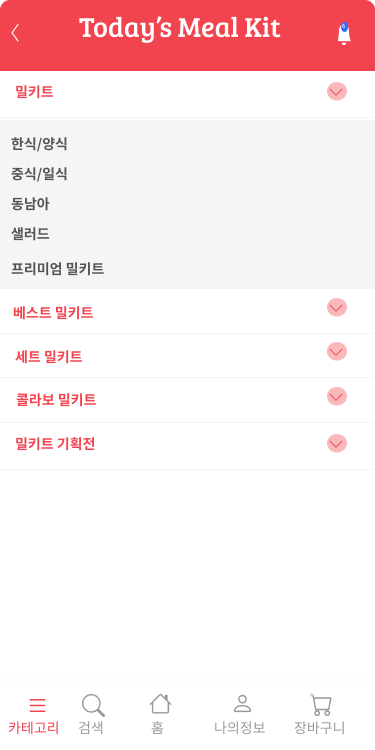 Today's Meal Kit
밀키트
한식/양식
중식/일식
동남아
샐러드
프리미엄 밀키트
베스트 밀키트
세트 밀키트
콜라보 밀키트
밀키트 기획전
카테고리 검색 홈 나의정보 장바구니